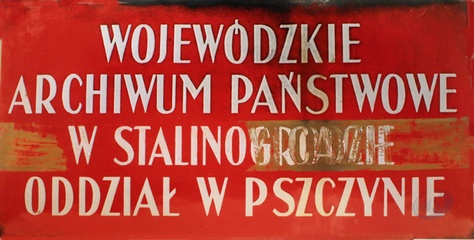 WOJEWÓDZKIE
ARCHIWUM PAŃSTWOWE
W STALINOGRODZIE
ODDZIAŁ W PSZCZYNIE